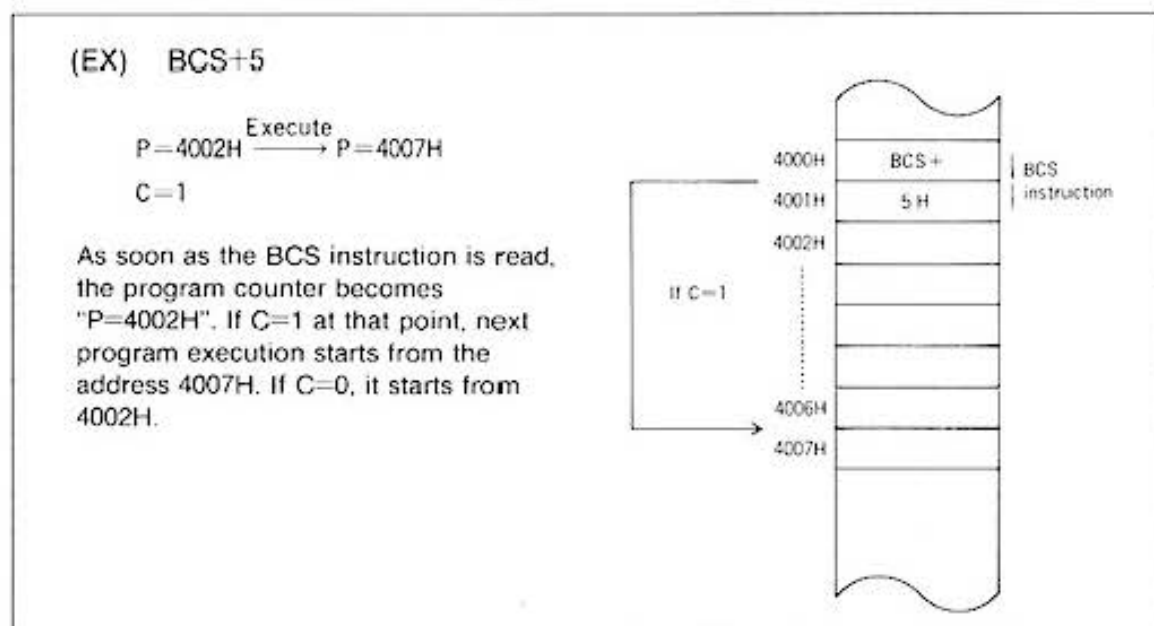 (EX) BCS+5
Execute
P=4002H ⟶ P=4007H
C=1
As soon as the BCS instruction is read,
the program counter becomes
“P=4002H”. If C=1 at that point, next
program execution starts from the
address 4007H. If C=0, it starts from
4002H.
4000H BCS+ BCS
4001H 5H instruction
4002H
If C=1
4006H
4007H